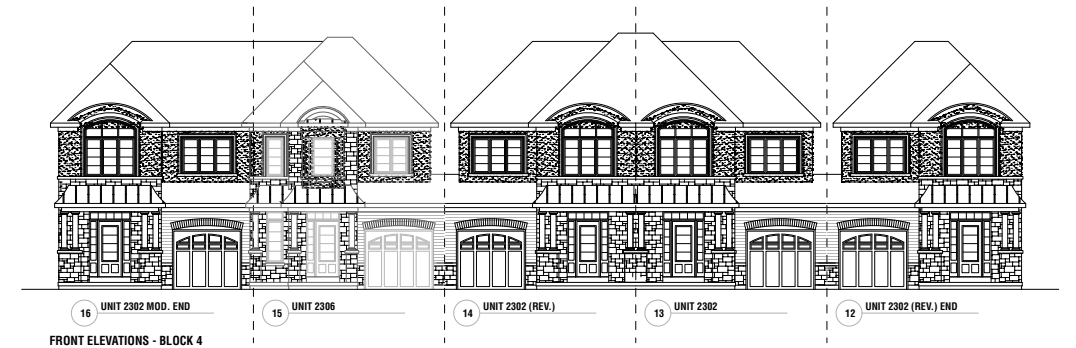 16 UNIT 2302 MOD. END
15 UNIT 2306
14 UNIT 2302 (REV.)
13 UNIT 2302
12 UNIT 2302 (REV.) END
FRONT ELEVATIONS - BLOCK 4